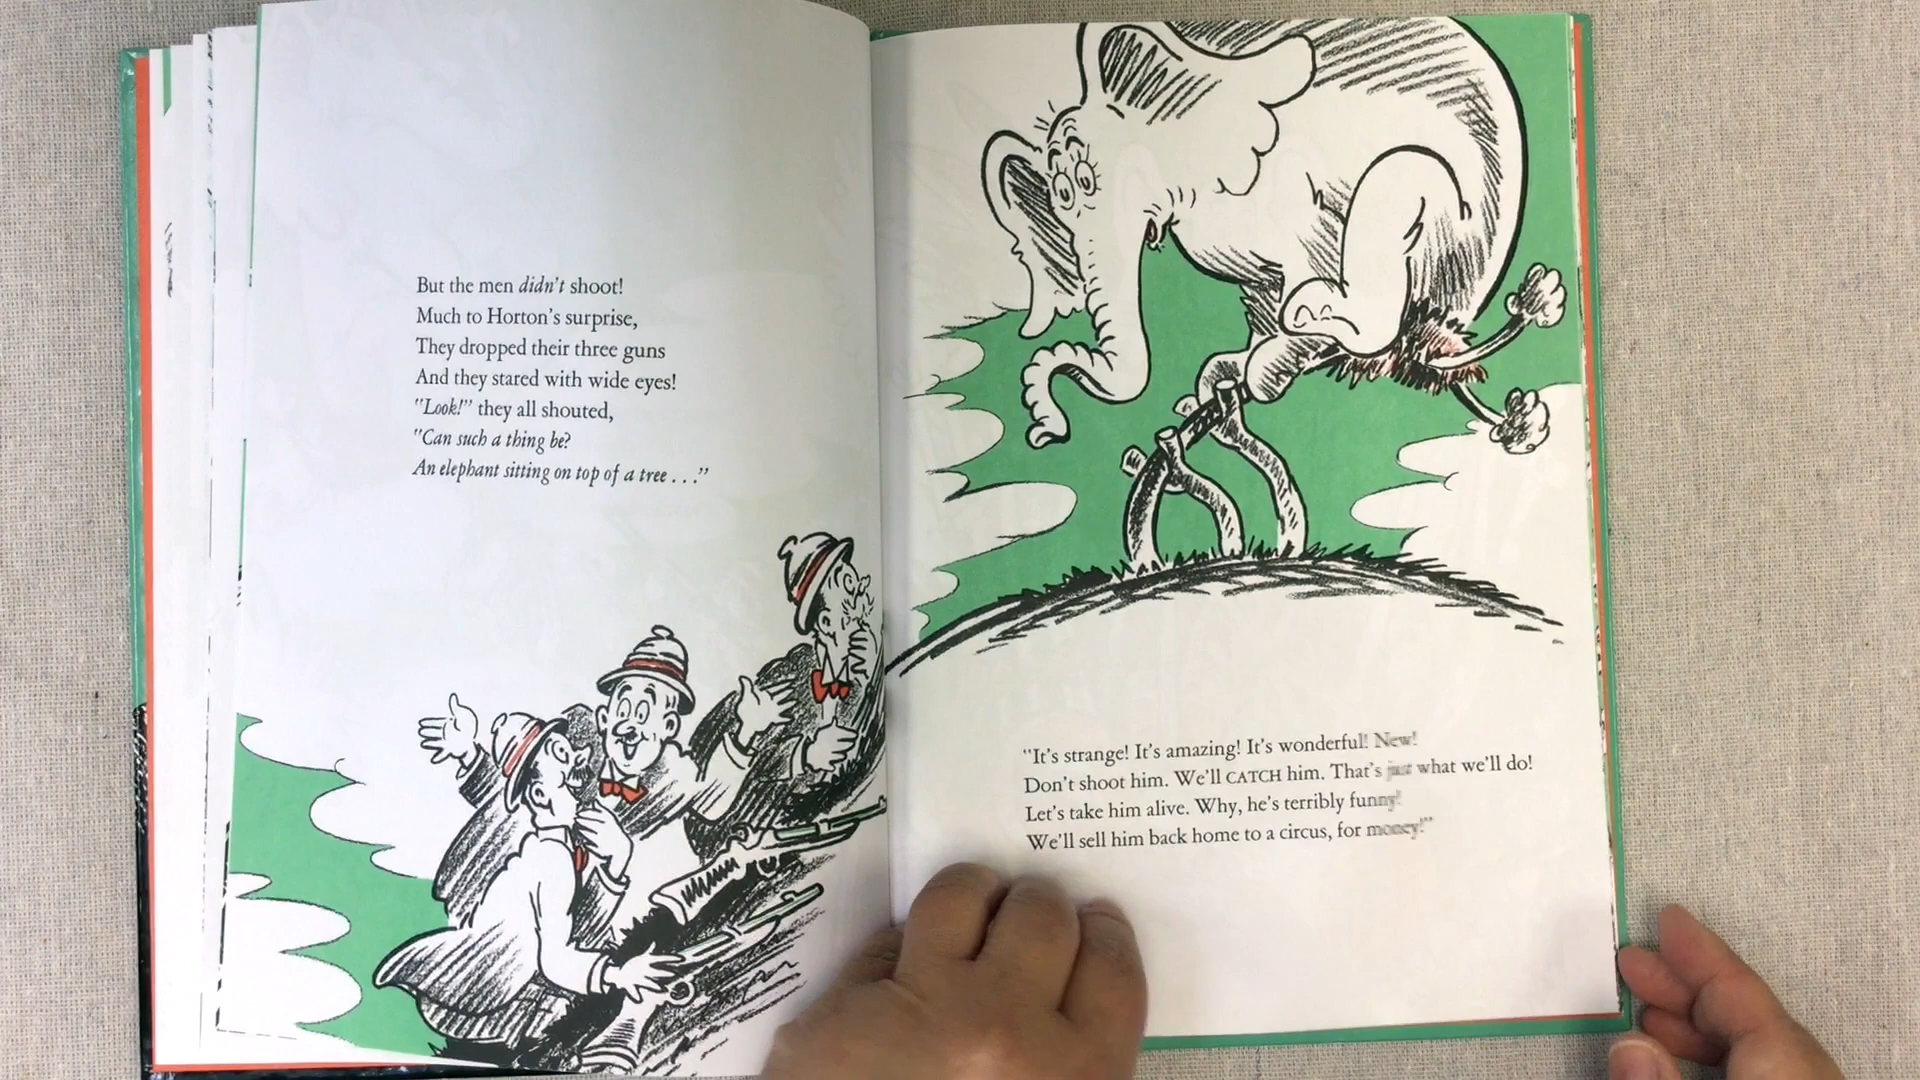 But the men didn't shoot!
Much to Horton's surprise,
They dropped their three guns
And they stared with wide eyes!
"Look!" they all shouted,
"Can such a thing be?
An elephant sitting on top of a tree . . ."
"It's strange! It's amazing! It's wonderful! New!
Don't shoot him. We'll CATCH him. That's just what we'll do!
Let's take him alive. Why, he's terribly funny!
We'll sell him back home to a circus, for money!"